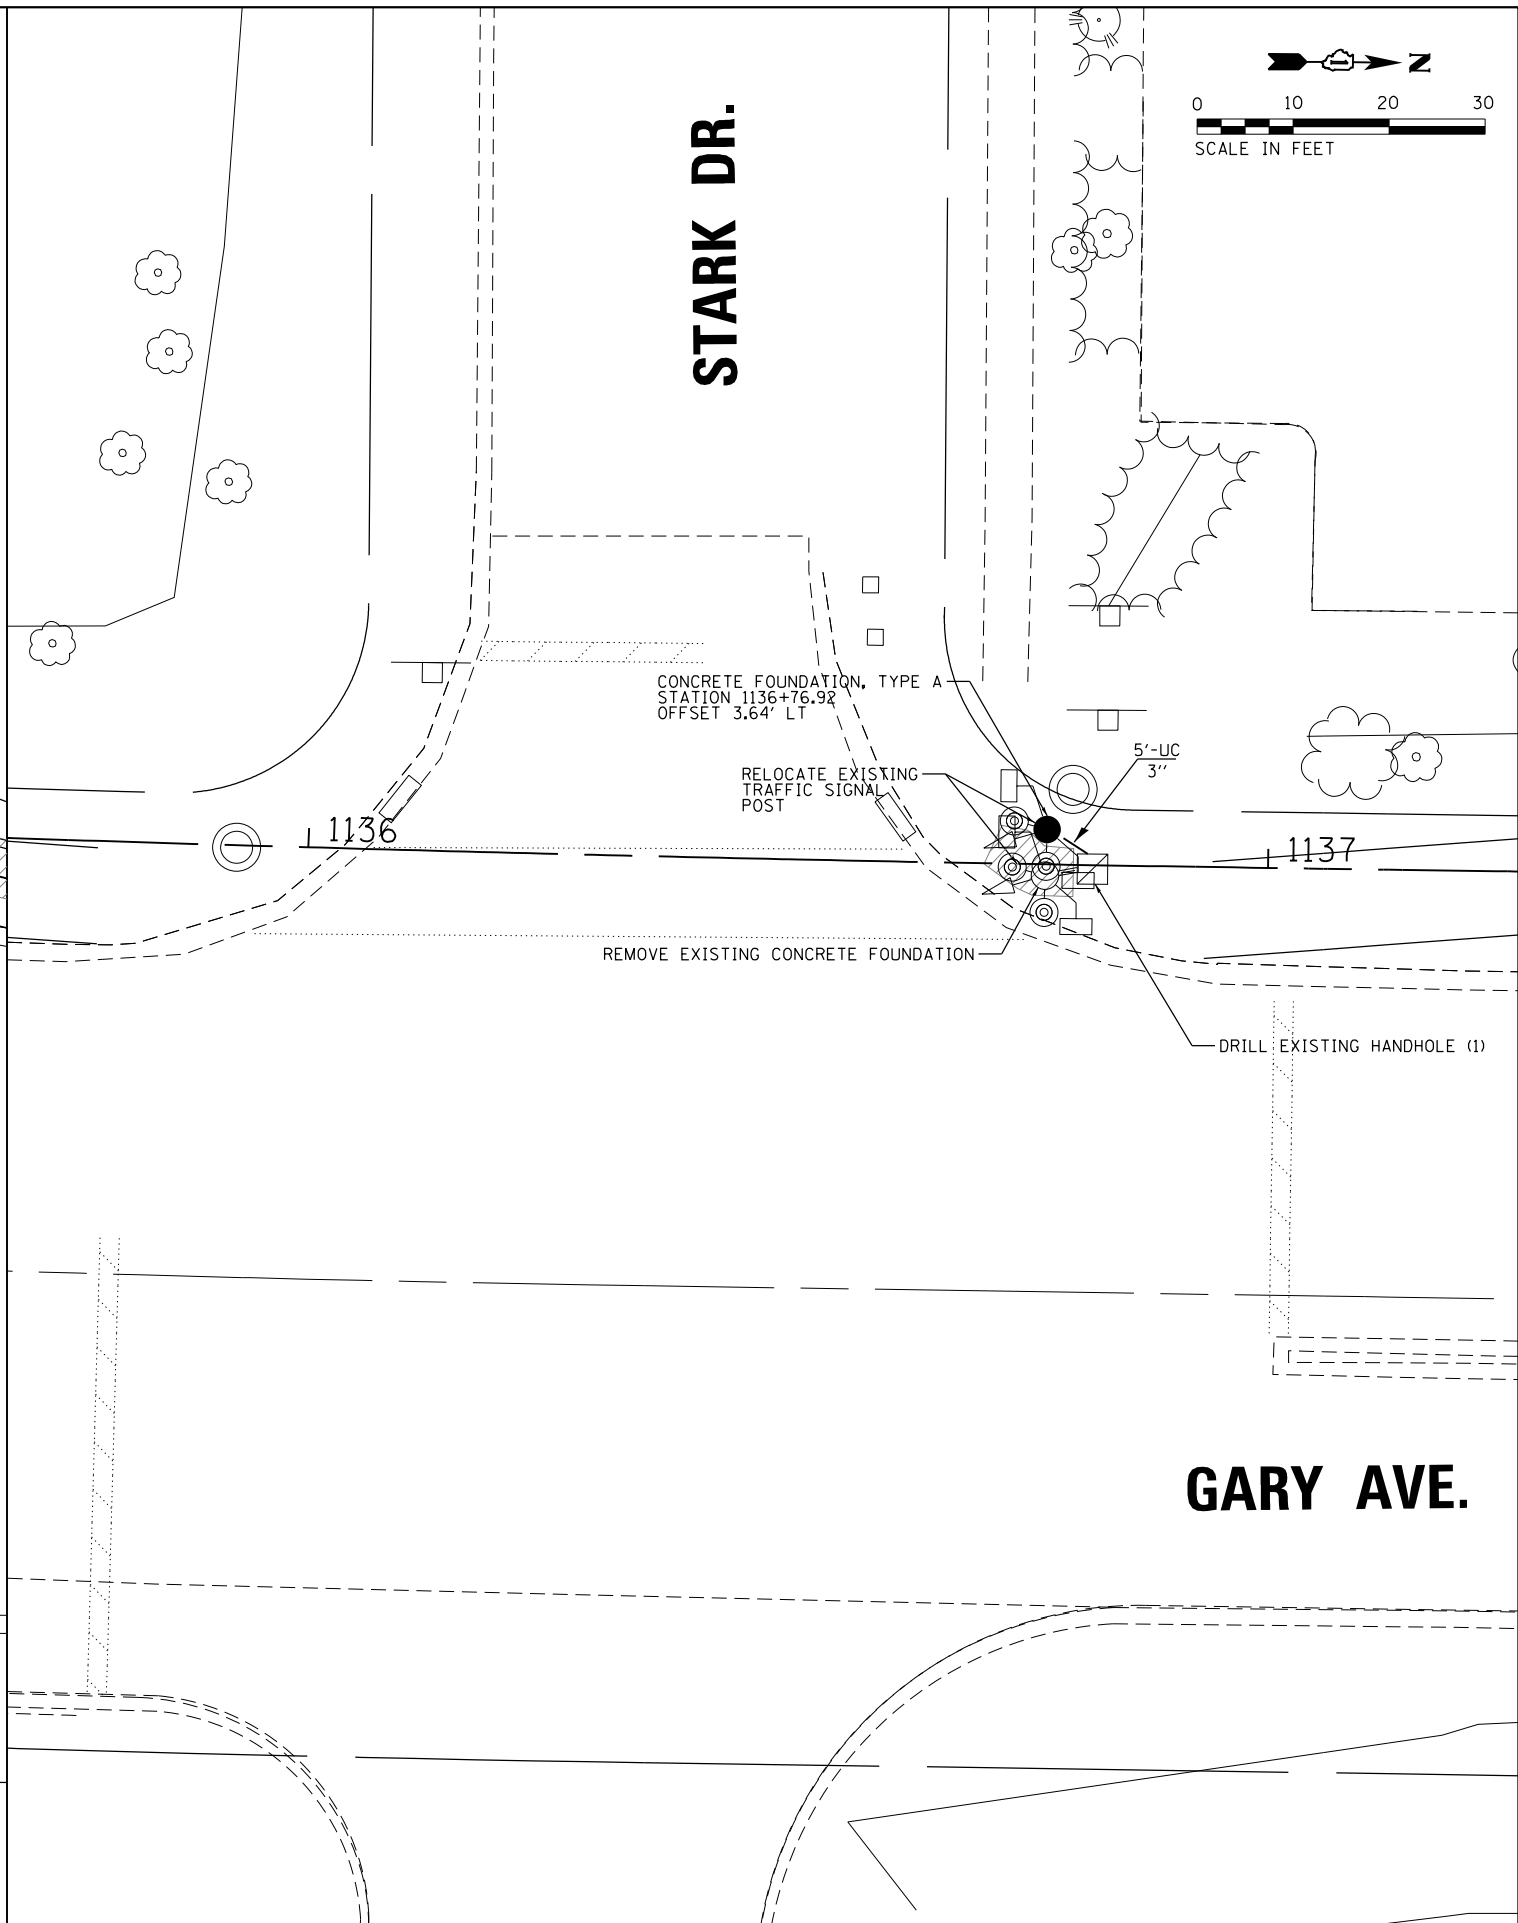 N
0 10 20 30
SCALE IN FEET
STARK DR.
CONCRETE FOUNDATION, TYPE A
STATION 1136+76.92
OFFSET 3.64' LT
5'-UC
3''
RELOCATE EXISTING
TRAFFIC SIGNAL
POST
1136
1137
REMOVE EXISTING CONCRETE FOUNDATION
DRILL EXISTING HANDHOLE (1)
GARY AVE.